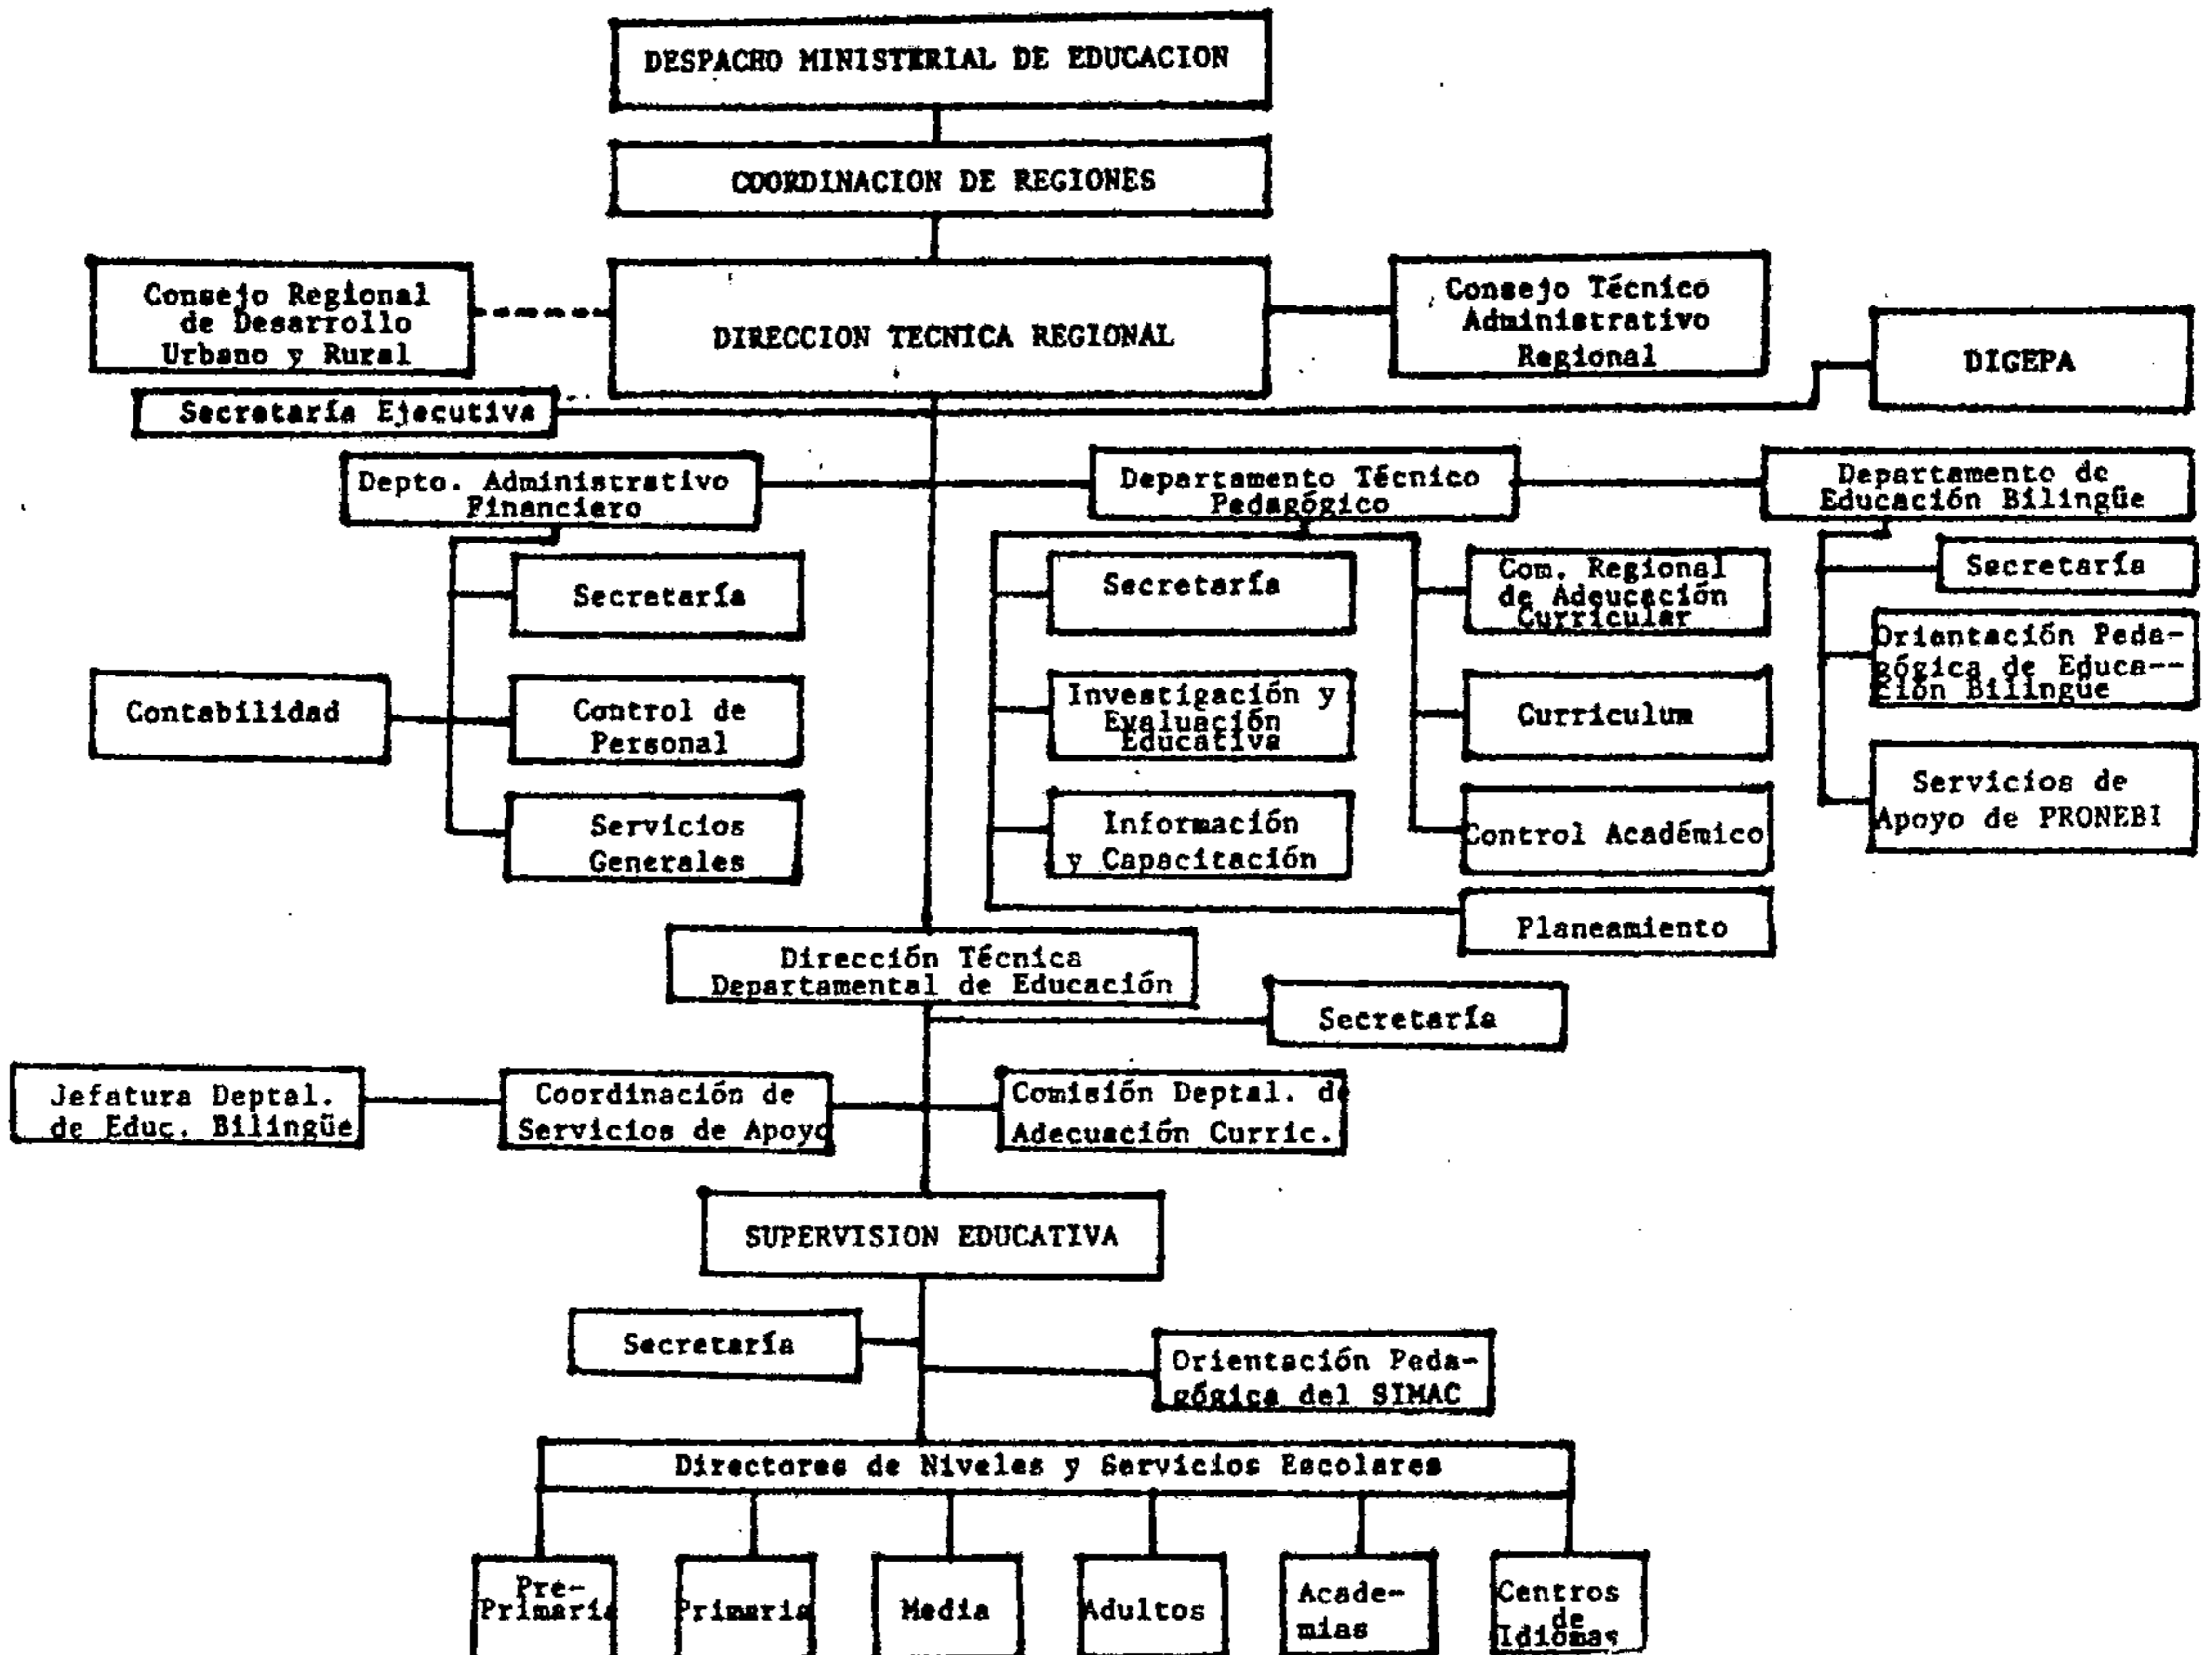 DESPACHO MINISTERIAL DE EDUCACION
COORDINACION DE REGIONES
Consejo Regional
de Desarrollo
Urbano y Rural
DIRECCION TECNICA REGIONAL
Consejo Técnico
Administrativo
Regional
DIGEPA
Secretaría Ejecutiva
Depto. Administrativo
Financiero
Departamento Técnico
Pedagógico
Departamento de
Educación Bilingüe
Secretaría
Secretaría
Com. Regional
de Adeucación
Curricular
Secretaría
Orientación Peda-
gógica de Educa--
ción Bilingüe
Contabilidad
Control de
Personal
Investigación y
Evaluación
Educativa
Curriculum
Servicios de
Apoyo de PRONEBI
Servicios
Generales
Información
y Capacitación
Control Académico
Planeamiento
Dirección Técnica
Departamental de Educación
Secretaría
Jefatura Deptal.
de Educ. Bilingüe
Coordinación de
Servicios de Apoyo
Comisión Deptal. de
Adecuación Curric.
SUPERVISION EDUCATIVA
Secretaría
Orientación Peda-
gógica del SIMAC
Directores de Niveles y Servicios Escolares
Pre-
Primaria
Primaria
Media
Adultos
Acade-
mias
Centros
de
Idiomas